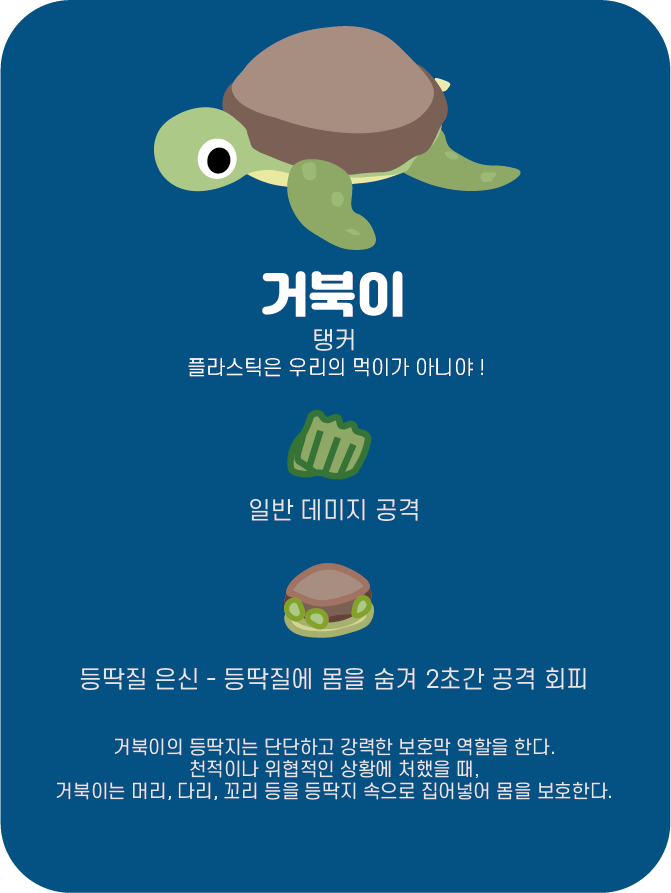 거북이
탱커
플라스틱은 우리의 먹이가 아니야 !
일반 데미지 공격
등딱질 은신 - 등딱질에 몸을 숨겨 2초간 공격 회피
거북이의 등딱지는 단단하고 강력한 보호막 역할을 한다.
천적이나 위협적인 상황에 처했을 때,
거북이는 머리, 다리, 꼬리 등을 등딱지 속으로 집어넣어 몸을 보호한다.